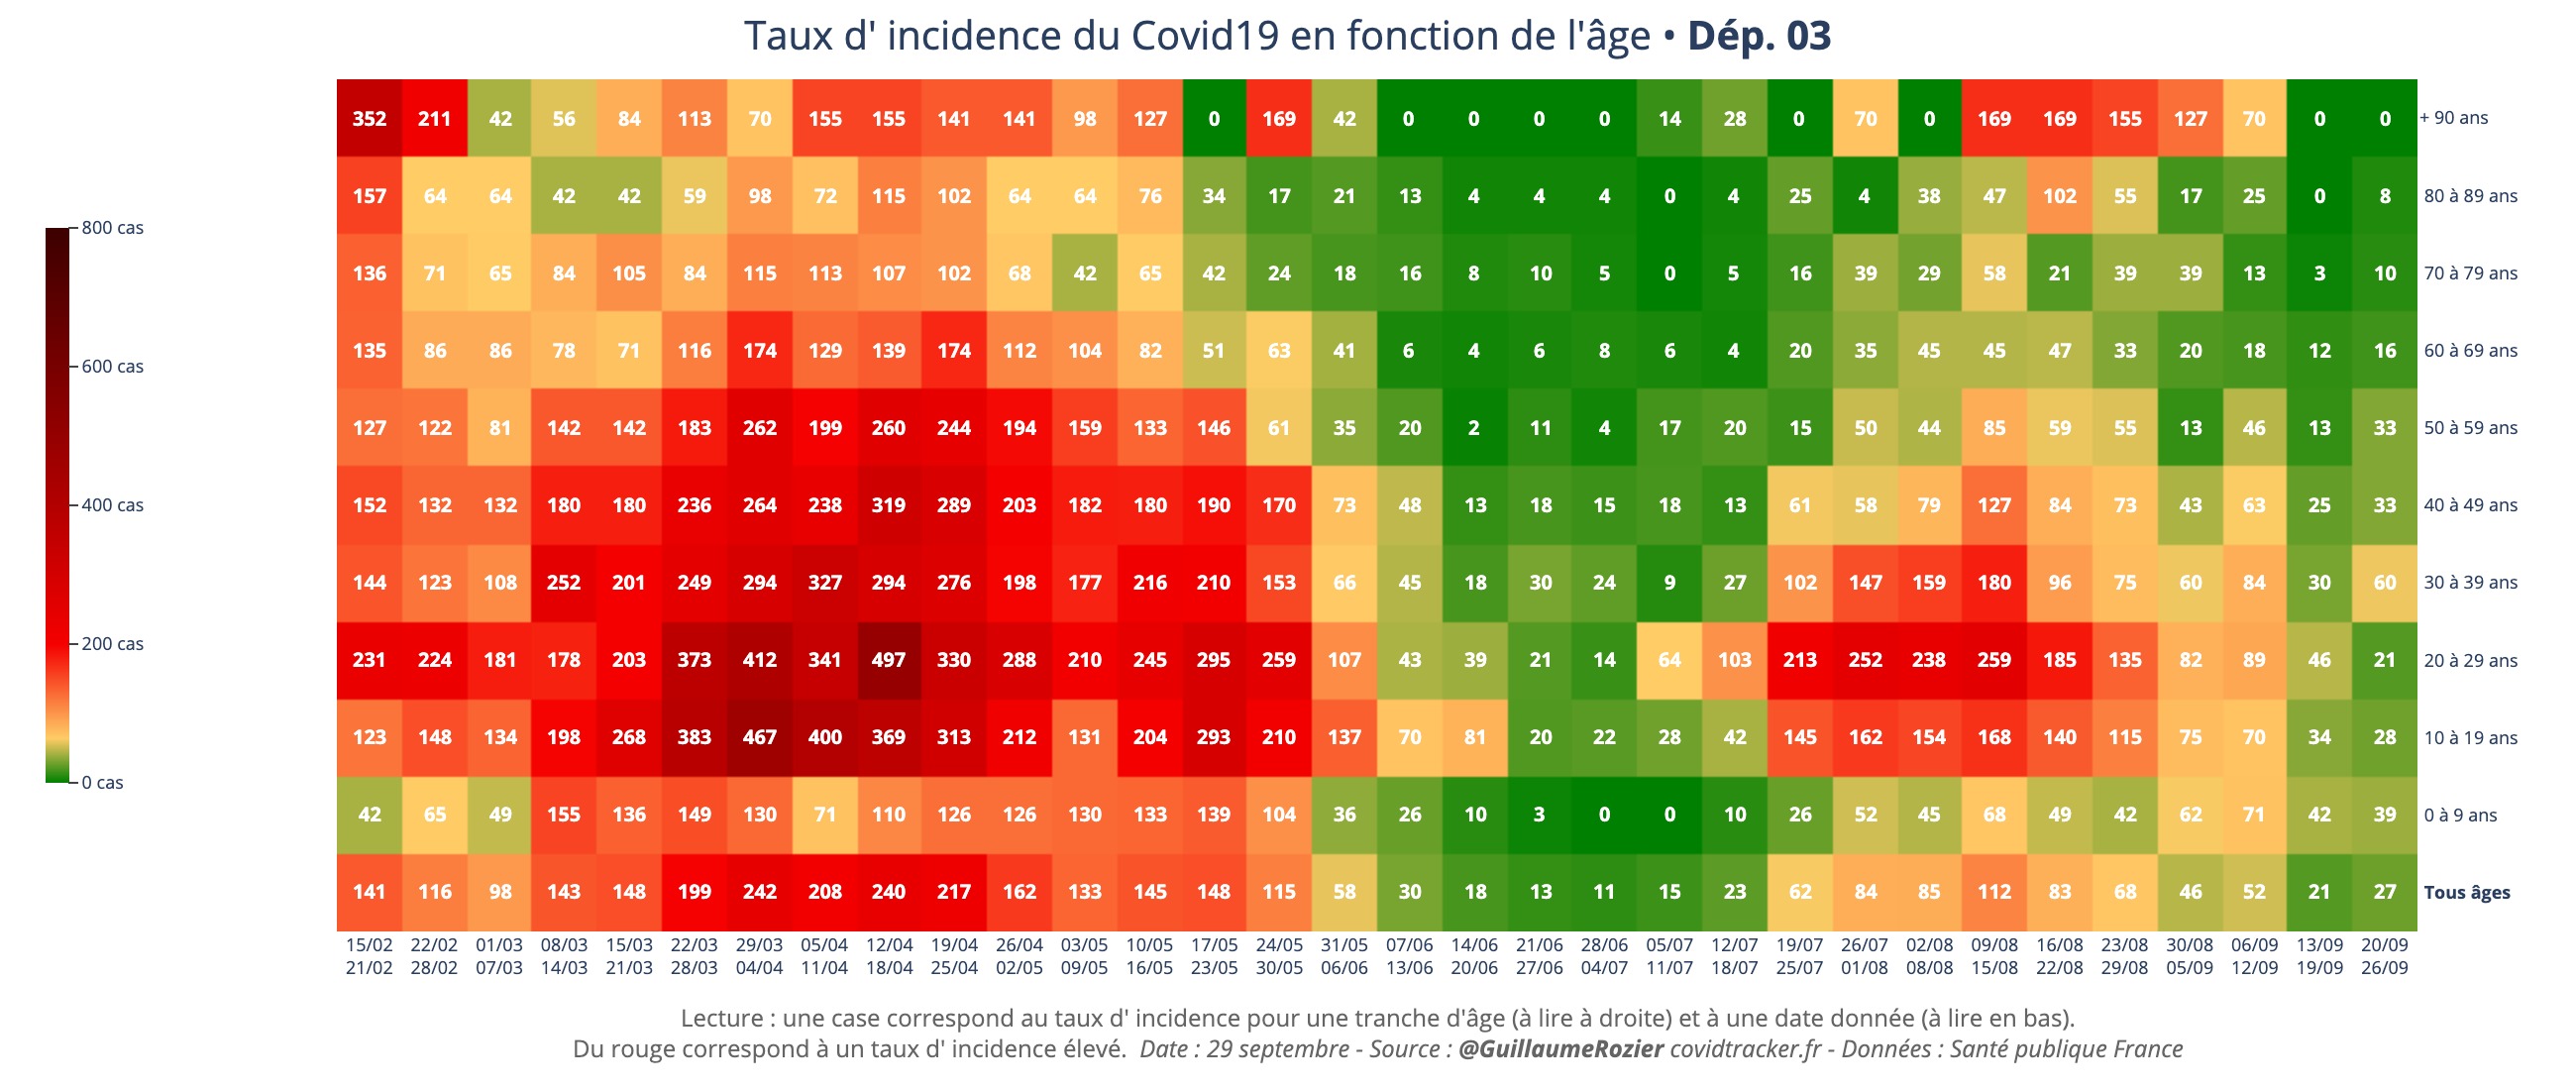 Taux d' incidence du Covid19 en fonction de l'âge • Dép. 03
800 cas
600 cas
400 cas
200 cas
0 cas
352 211 42 56 84 113 70 155 155 141 141 98 127 0 169 42 0 0 0 0 14 28 0 70 0 169 169 155 127 70 0 0 + 90 ans
157 64 64 42 42 59 98 72 115 102 64 64 76 34 17 21 13 4 4 4 0 4 25 4 38 47 102 55 17 25 0 8 80 à 89 ans
136 71 65 84 105 84 115 113 107 102 68 42 65 42 24 18 16 8 10 5 0 5 16 39 29 58 21 39 39 13 3 10 70 à 79 ans
135 86 86 78 71 116 174 129 139 174 112 104 82 51 63 41 6 4 6 8 6 4 20 35 45 45 47 33 20 18 12 16 60 à 69 ans
127 122 81 142 142 183 262 199 260 244 194 159 133 146 61 35 20 2 11 4 17 20 15 50 44 85 59 55 13 46 13 33 50 à 59 ans
152 132 132 180 180 236 264 238 319 289 203 182 180 190 170 73 48 13 18 15 18 13 61 58 79 127 84 73 43 63 25 33 40 à 49 ans
144 123 108 252 201 249 294 327 294 276 198 177 216 210 153 66 45 18 30 24 9 27 102 147 159 180 96 75 60 84 30 60 30 à 39 ans
231 224 181 178 203 373 412 341 497 330 288 210 245 295 259 107 43 39 21 14 64 103 213 252 238 259 185 135 82 89 46 21 20 à 29 ans
123 148 134 198 268 383 467 400 369 313 212 131 204 293 210 137 70 81 20 22 28 42 145 162 154 168 140 115 75 70 34 28 10 à 19 ans
42 65 49 155 136 149 130 71 110 126 126 130 133 139 104 36 26 10 3 0 0 10 26 52 45 68 49 42 62 71 42 39 0 à 9 ans
141 116 98 143 148 199 242 208 240 217 162 133 145 148 115 58 30 18 13 11 15 23 62 84 85 112 83 68 46 52 21 27 Tous âges
15/02 22/02 01/03 08/03 15/03 22/03 29/03 05/04 12/04 19/04 26/04 03/05 10/05 17/05 24/05 31/05 07/06 14/06 21/06 28/06 05/07 12/07 19/07 26/07 02/08 09/08 16/08 23/08 30/08 06/09 13/09 20/09
21/02 28/02 07/03 14/03 21/03 28/03 04/04 11/04 18/04 25/04 02/05 09/05 16/05 23/05 30/05 06/06 13/06 20/06 27/06 04/07 11/07 18/07 25/07 01/08 08/08 15/08 22/08 29/08 05/09 12/09 19/09 26/09
Lecture : une case correspond au taux d' incidence pour une tranche d'âge (à lire à droite) et à une date donnée (à lire en bas).
Du rouge correspond à un taux d' incidence élevé. Date : 29 septembre - Source : @GuillaumeRozier covidtracker.fr - Données : Santé publique France